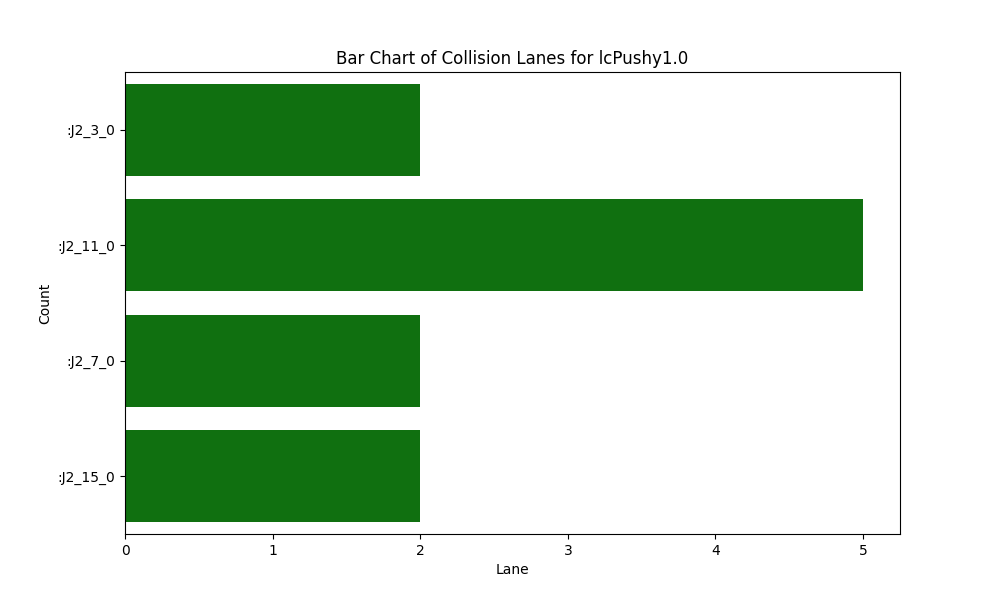 Bar Chart of Collision Lanes for lcPushy1.0
:J2_3_0
:J2_11_0
:J2_7_0
:J2_15_0
Count
0 1 2 3 4 5
Lane